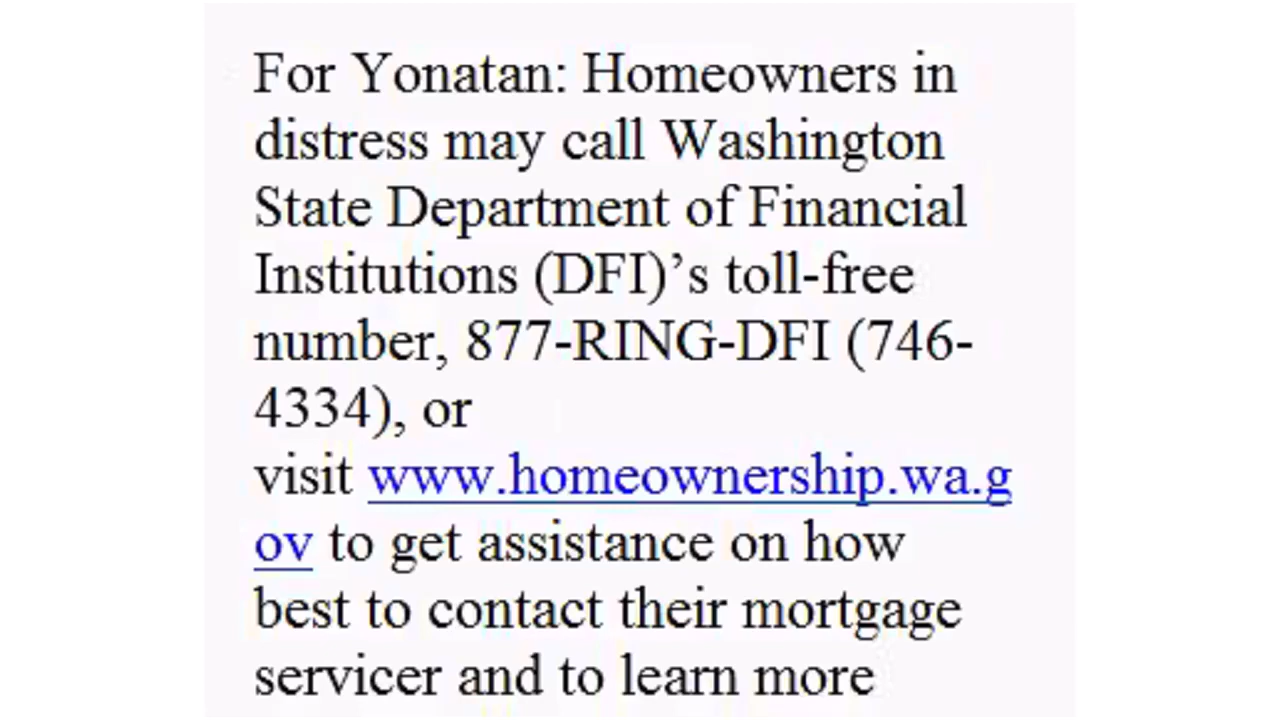 For Yonatan: Homeowners in
distress may call Washington
State Department of Financial
Institutions (DFI)’s toll-free
number, 877-RING-DFI (746-
4334), or
visit www.homeownership.wa.g
ov to get assistance on how
best to contact their mortgage
servicer and to learn more